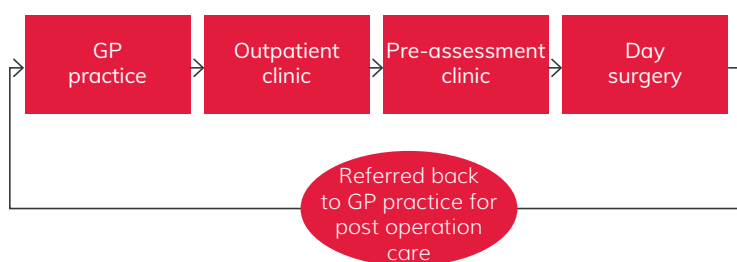 GP
practice
Outpatient
clinic
Pre-assessment
clinic
Day
surgery
Referred back
to GP practice for
post operation
care